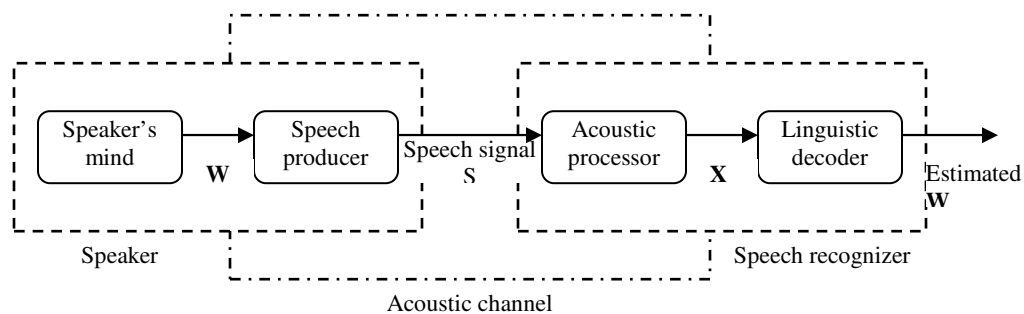 Speaker's
mind
W
Speech
producer
Speech signal
S
Acoustic
processor
X
Linguistic
decoder
Estimated
W
Speaker
Speech recognizer
Acoustic channel